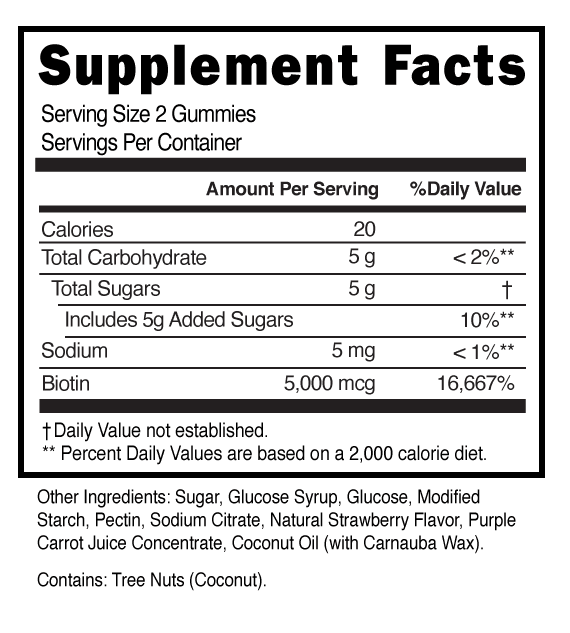 Supplement Facts
Serving Size 2 Gummies
Servings Per Container
Amount Per Serving %Daily Value
Calories 20
Total Carbohydrate 5 g < 2%**
Total Sugars 5 g †
Includes 5g Added Sugars 10%**
Sodium 5 mg < 1%**
Biotin 5,000 mcg 16,667%
†Daily Value not established.
** Percent Daily Values are based on a 2,000 calorie diet.
Other Ingredients: Sugar, Glucose Syrup, Glucose, Modified
Starch, Pectin, Sodium Citrate, Natural Strawberry Flavor, Purple
Carrot Juice Concentrate, Coconut Oil (with Carnauba Wax).
Contains: Tree Nuts (Coconut).